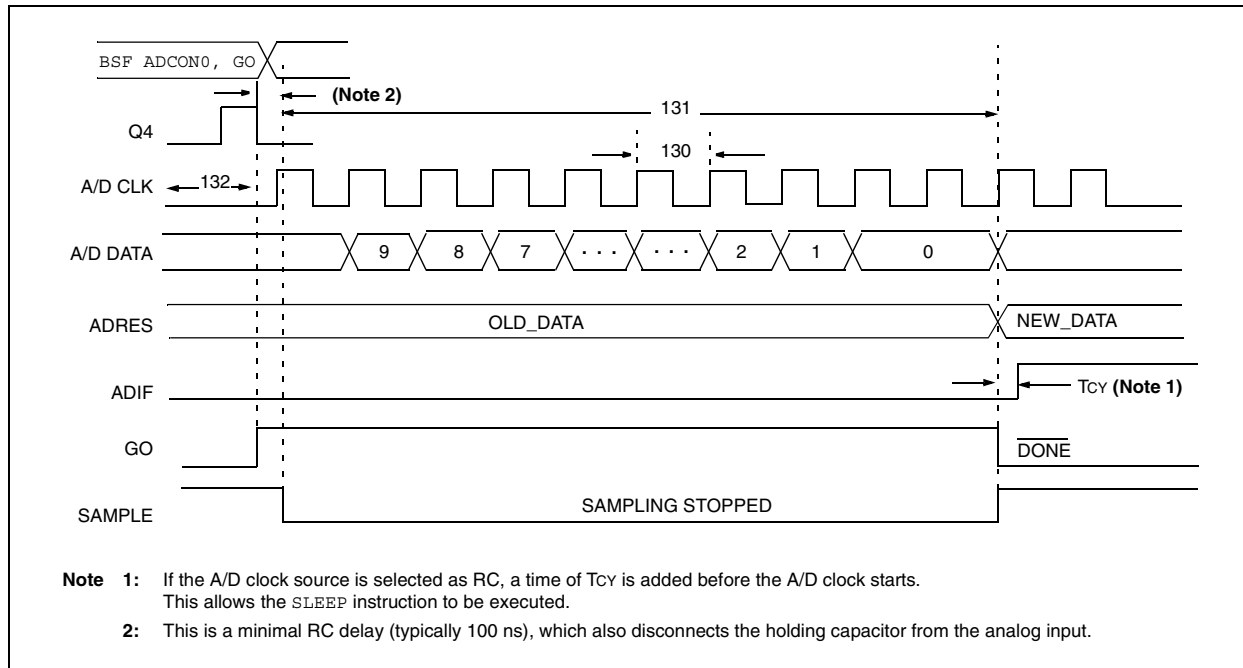 BSF ADCON0, GO
(Note 2)
131
Q4
130
A/D CLK
132
A/D DATA
9 8 7 · · · · · · 2 1 0
ADRES
OLD_DATA
NEW_DATA
ADIF
TCY (Note 1)
GO
DONE
SAMPLE
SAMPLING STOPPED
Note 1: If the A/D clock source is selected as RC, a time of TCY is added before the A/D clock starts.
This allows the SLEEP instruction to be executed.
2: This is a minimal RC delay (typically 100 ns), which also disconnects the holding capacitor from the analog input.